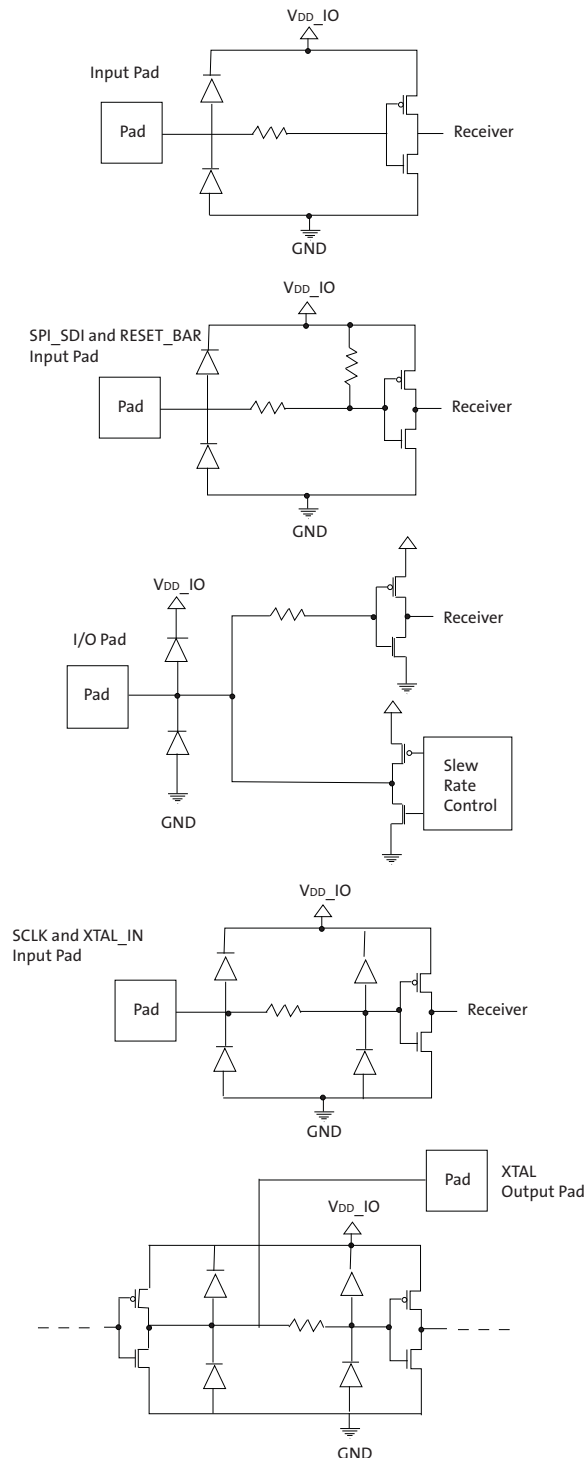 VDD_IO
Input Pad
Pad
Receiver
GND
VDD_IO
SPI_SDI and RESET_BAR
Input Pad
Pad
Receiver
GND
VDD_IO
I/O Pad
Pad
Receiver
GND
Slew
Rate
Control
VDD_IO
SCLK and XTAL_IN
Input Pad
Pad
Receiver
GND
Pad
XTAL
Output Pad
VDD_IO
GND